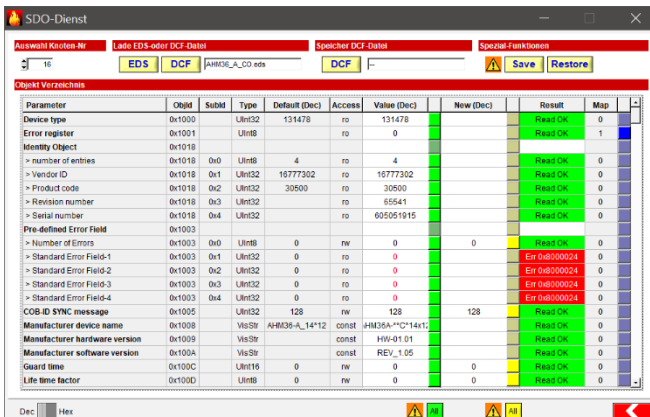 SDO-Dienst
Auswahl Knoten-Nr Lade EDS-oder DCF-Datei Speicher DCF-Datei Spezial-Funktionen
16 EDS DCF AHM36_A_CO.eds DCF -- Save Restore
Objekt Verzeichnis
Parameter ObjId SubId Type Default (Dec) Access Value (Dec) New (Dec) Result Map
Device type 0x1000 UInt32 131478 ro 131478 Read OK 0
Error register 0x1001 UInt8 ro 0 Read OK 1
Identity Object 0x1018
> number of entries 0x1018 0x0 UInt8 4 ro 4 Read OK 0
> Vendor ID 0x1018 0x1 UInt32 16777302 ro 16777302 Read OK 0
> Product code 0x1018 0x2 UInt32 30500 ro 30500 Read OK 0
> Revision number 0x1018 0x3 UInt32 ro 65541 Read OK 0
> Serial number 0x1018 0x4 UInt32 ro 605051915 Read OK 0
Pre-defined Error Field 0x1003
> Number of Errors 0x1003 0x0 UInt8 0 rw 0 0 Read OK 0
> Standard Error Field-1 0x1003 0x1 UInt32 0 ro 0 Err 0x8000024 0
> Standard Error Field-2 0x1003 0x2 UInt32 0 ro 0 Err 0x8000024 0
> Standard Error Field-3 0x1003 0x3 UInt32 0 ro 0 Err 0x8000024 0
> Standard Error Field-4 0x1003 0x4 UInt32 0 ro 0 Err 0x8000024 0
COB-ID SYNC message 0x1005 UInt32 128 rw 128 128 Read OK 0
Manufacturer device name 0x1008 VisStr AHM36-A_14*12 const HM36A-**C*14x12 Read OK 0
Manufacturer hardware version 0x1009 VisStr const HW-01.01 Read OK 0
Manufacturer software version 0x100A VisStr const REV_1.05 Read OK 0
Guard time 0x100C UInt16 0 rw 0 0 Read OK 0
Life time factor 0x100D UInt8 0 rw 0 0 Read OK 0
Dec Hex All All